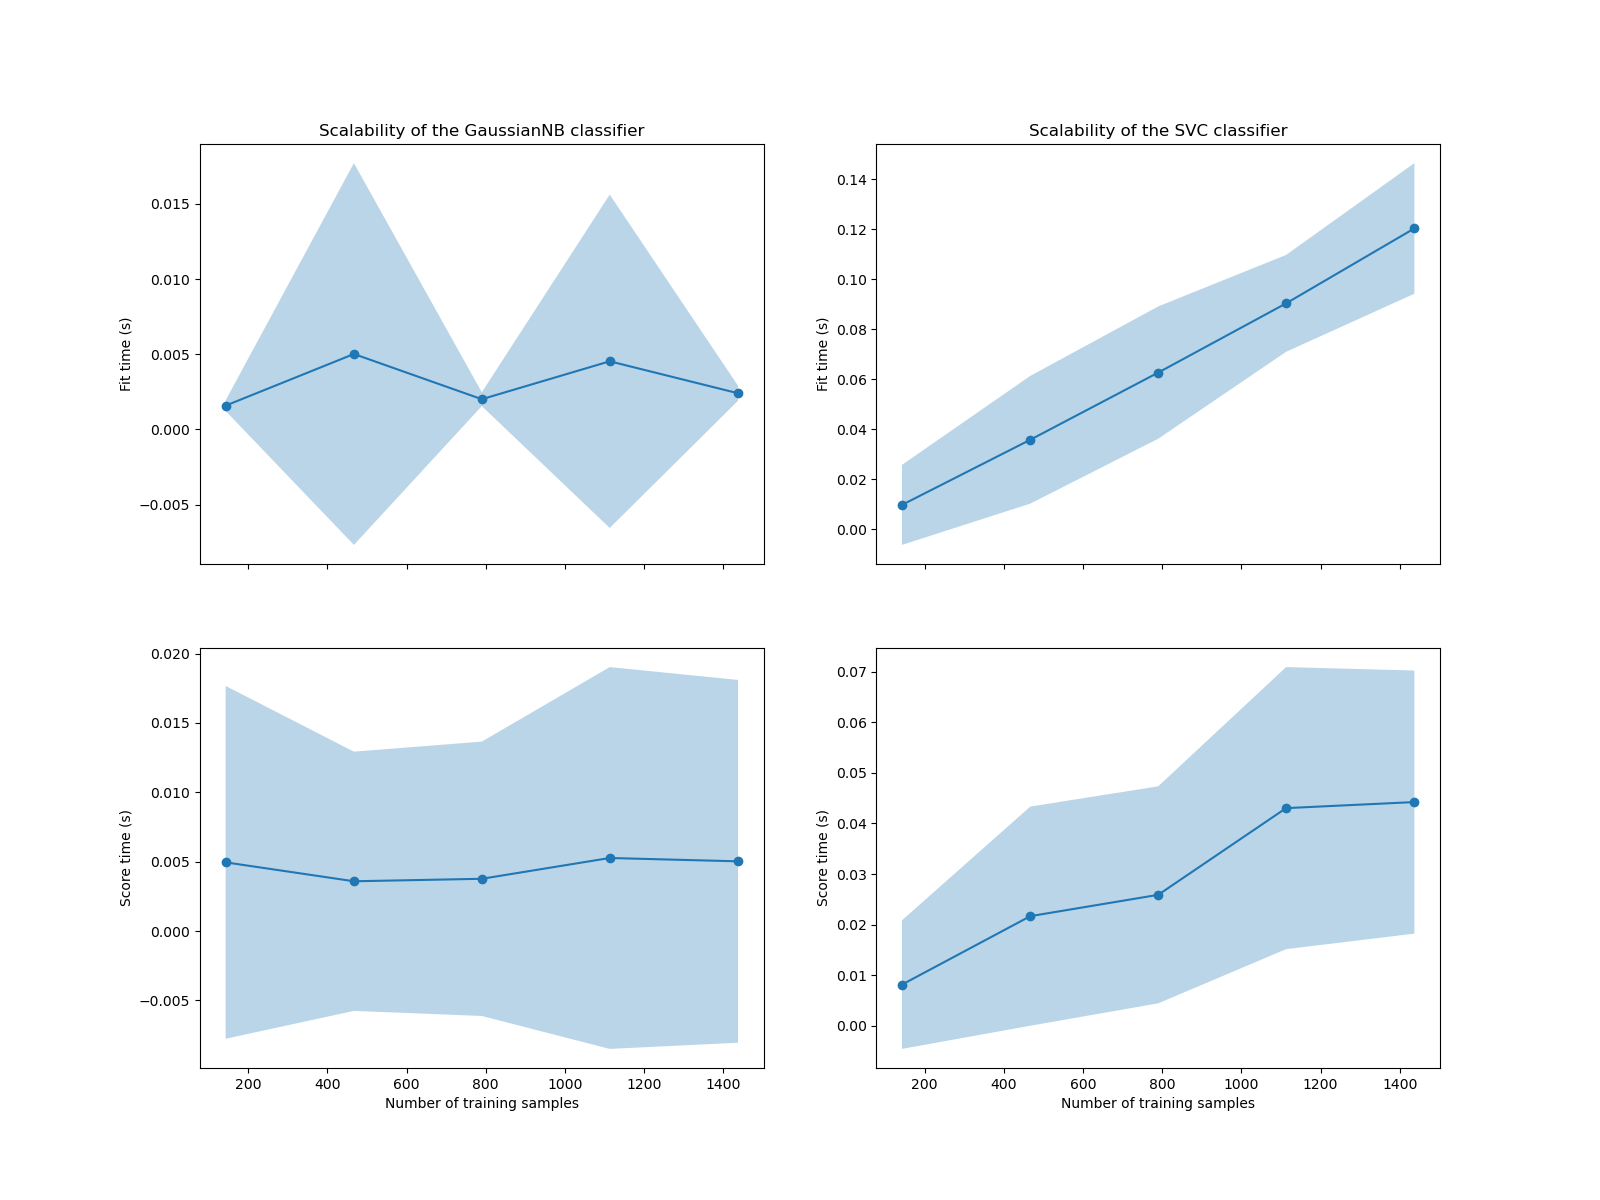 Scalability of the GaussianNB classifier
Fit time (s)
0.015
0.010
0.005
0.000
−0.005
Scalability of the SVC classifier
Fit time (s)
0.14
0.12
0.10
0.08
0.06
0.04
0.02
0.00
Score time (s)
0.020
0.015
0.010
0.005
0.000
−0.005
200 400 600 800 1000 1200 1400
Number of training samples
Score time (s)
0.07
0.06
0.05
0.04
0.03
0.02
0.01
0.00
200 400 600 800 1000 1200 1400
Number of training samples